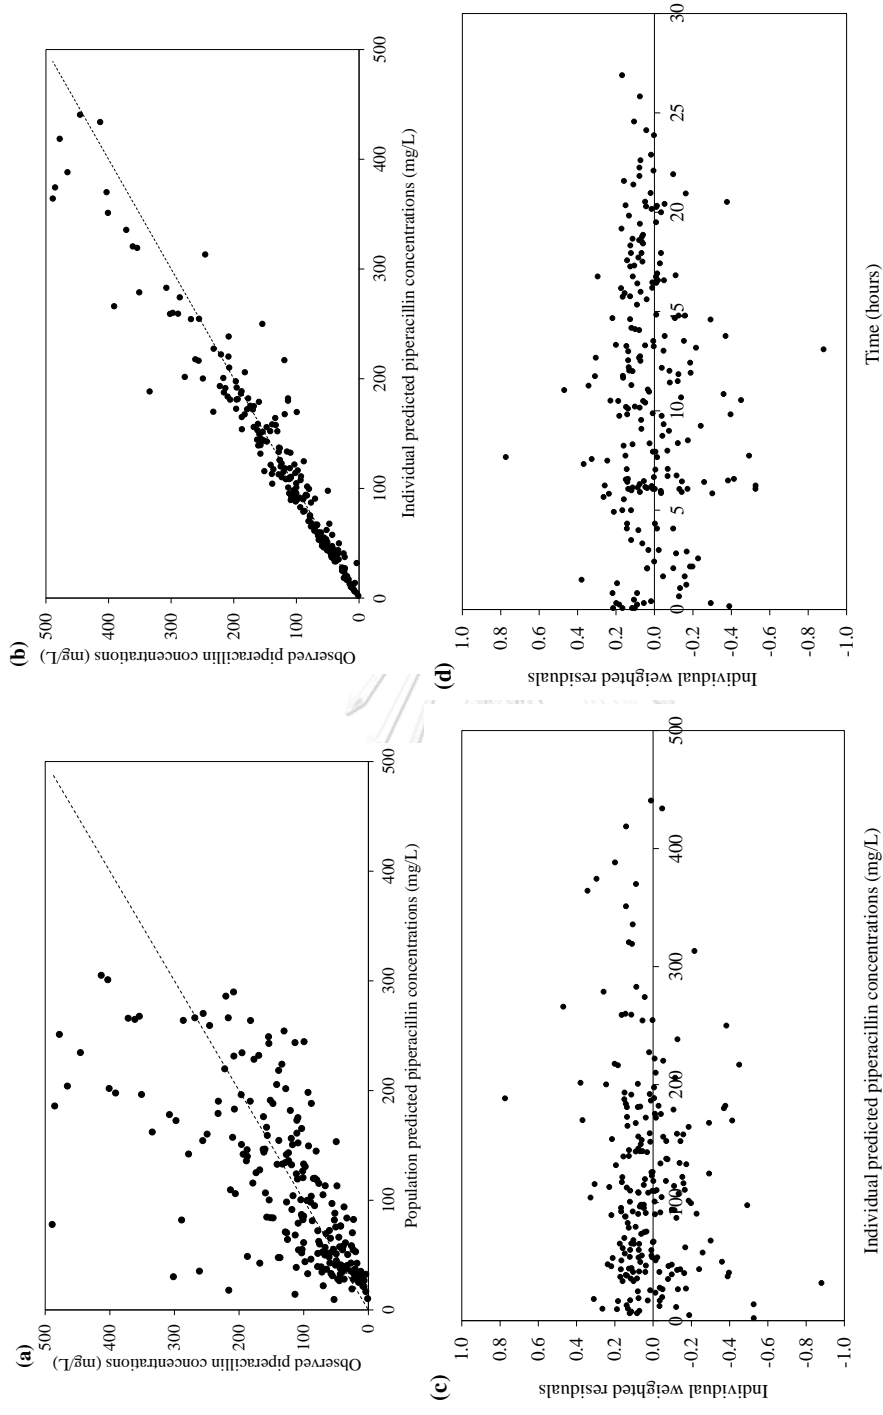 (a)
Observed piperacillin concentrations (mg/L)
500
400
300
200
100
0
0 100 200 300 400 500
Population predicted piperacillin concentrations (mg/L)
(b)
Observed piperacillin concentrations (mg/L)
500
400
300
200
100
0
0 100 200 300 400 500
Individual predicted piperacillin concentrations (mg/L)
(c)
Individual weighted residuals
1.0
0.8
0.6
0.4
0.2
0.0
-0.2
-0.4
-0.6
-0.8
-1.0
0 100 200 300 400 500
Individual predicted piperacillin concentrations (mg/L)
(d)
Individual weighted residuals
1.0
0.8
0.6
0.4
0.2
0.0
-0.2
-0.4
-0.6
-0.8
-1.0
0 5 10 15 20 25 30
Time (hours)